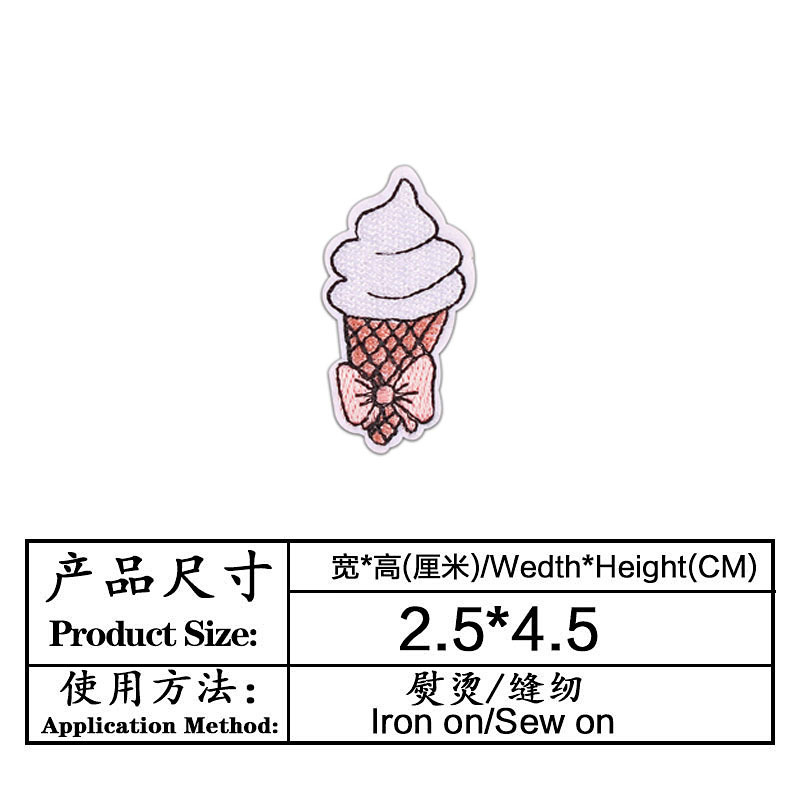 产品尺寸
Product Size:
宽*高(厘米)/Wedth*Height(CM)
2.5*4.5
使用方法：
Application Method:
熨烫/缝纫
Iron on/Sew on